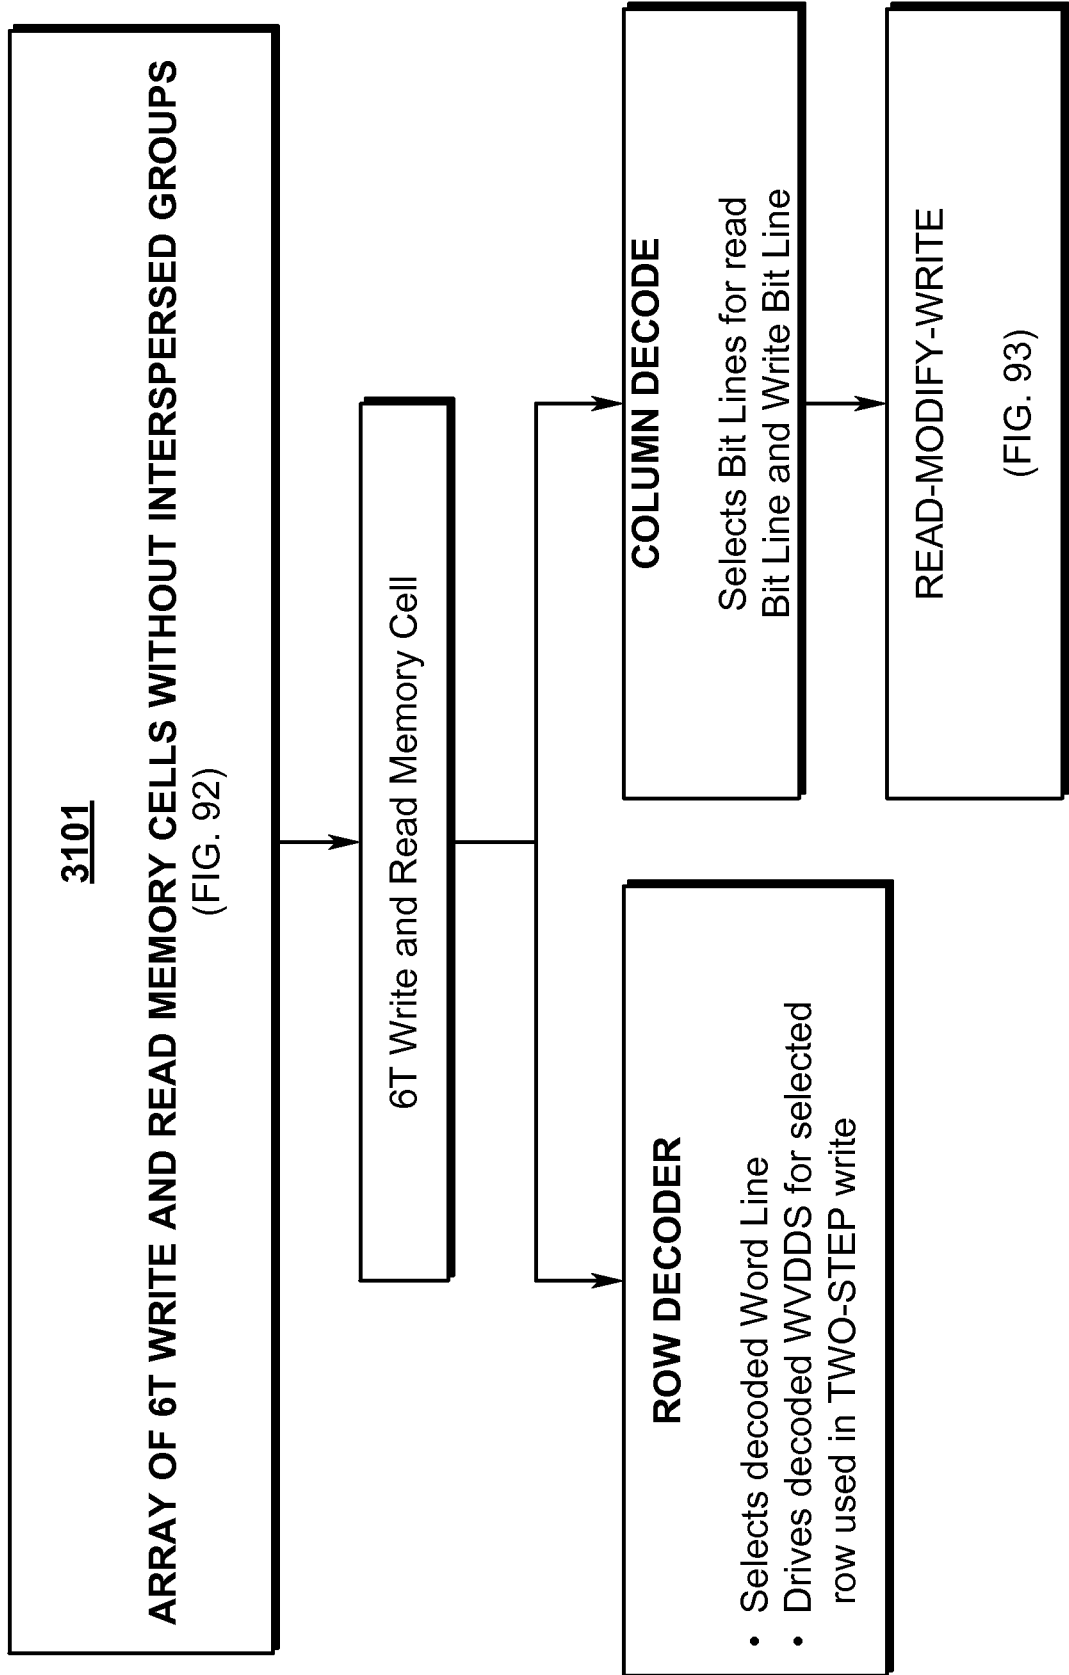 3101
ARRAY OF 6T WRITE AND READ MEMORY CELLS WITHOUT INTERSPERSED GROUPS
(FIG. 92)
6T Write and Read Memory Cell
ROW DECODER
• Selects decoded Word Line
• Drives decoded WVDDS for selected
row used in TWO-STEP write
COLUMN DECODE
Selects Bit Lines for read
Bit Line and Write Bit Line
READ-MODIFY-WRITE
(FIG. 93)